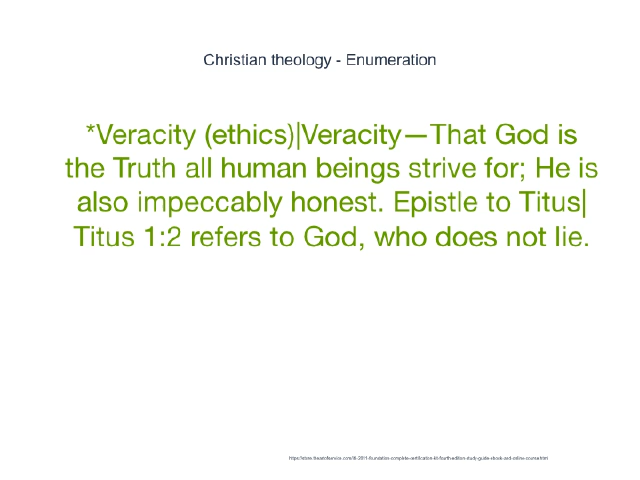 Christian theology - Enumeration
*Veracity (ethics)|Veracity—That God is
the Truth all human beings strive for; He is
also impeccably honest. Epistle to Titus|
Titus 1:2 refers to God, who does not lie.